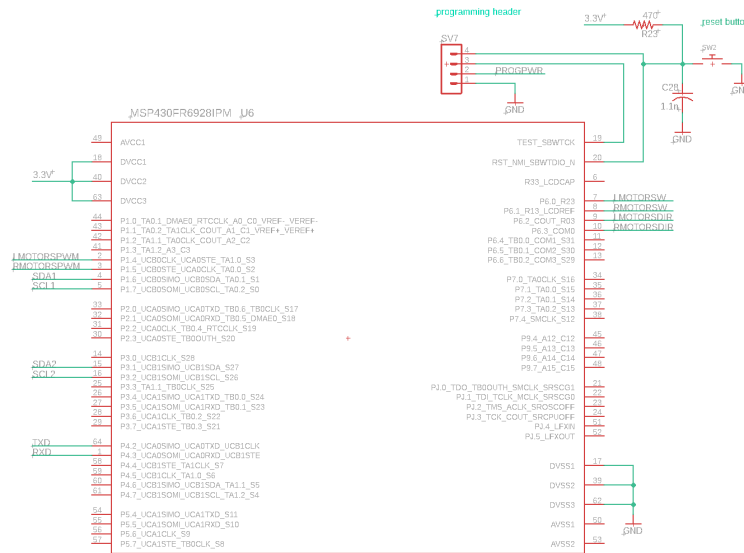 programming header
3.3V
470
R23
reset butto
SW2
SV7
4
3
2
1
PROGPWR
GND
C28
1.1n
GND
GND
MSP430FR6928IPM U6
49 AVCC1
18 DVCC1
3.3V
40 DVCC2
63 DVCC3
44 P1.0_TA0.1_DMAE0_RTCCLK_A0_C0_VREF-_VEREF-
43 P1.1_TA0.2_TA1CLK_COUT_A1_C1_VREF+_VEREF+
42 P1.2_TA1.1_TA0CLK_COUT_A2_C2
41 P1.3_TA1.2_A3_C3
LMOTORSPWM 2 P1.4_UCB0CLK_UCA0STE_TA1.0_S3
RMOTORSPWM 3 P1.5_UCB0STE_UCA0CLK_TA0.0_S2
SDA1 4 P1.6_UCB0SIMO_UCB0SDA_TA0.1_S1
SCL1 5 P1.7_UCB0SOMI_UCB0SCL_TA0.2_S0
33 P2.0_UCA0SIMO_UCA0TXD_TB0.6_TB0CLK_S17
32 P2.1_UCA0SOMI_UCA0RXD_TB0.5_DMAE0_S18
31 P2.2_UCA0CLK_TB0.4_RTCCLK_S19
30 P2.3_UCA0STE_TB0OUTH_S20
14 P3.0_UCB1CLK_S28
SDA2 15 P3.1_UCB1SIMO_UCB1SDA_S27
SCL2 16 P3.2_UCB1SOMI_UCB1SCL_S26
25 P3.3_TA1.1_TB0CLK_S25
26 P3.4_UCA1SIMO_UCA1TXD_TB0.0_S24
27 P3.5_UCA1SOMI_UCA1RXD_TB0.1_S23
28 P3.6_UCA1CLK_TB0.2_S22
29 P3.7_UCA1STE_TB0.3_S21
TXD 64 P4.2_UCA0SIMO_UCA0TXD_UCB1CLK
RXD 1 P4.3_UCA0SOMI_UCA0RXD_UCB1STE
58 P4.4_UCB1STE_TA1CLK_S7
59 P4.5_UCB1CLK_TA1.0_S6
60 P4.6_UCB1SIMO_UCB1SDA_TA1.1_S5
61 P4.7_UCB1SOMI_UCB1SCL_TA1.2_S4
54 P5.4_UCA1SIMO_UCA1TXD_S11
55 P5.5_UCA1SOMI_UCA1RXD_S10
56 P5.6_UCA1CLK_S9
57 P5.7_UCA1STE_TB0CLK_S8
TEST_SBWTCK 19
RST_NMI_SBWTDIO_N 20
R33_LCDCAP 6
P6.0_R23 7 LMOTORSW
P6.1_R13_LCDREF 8 RMOTORSW
P6.2_COUT_R03 9 LMOTORSDIR
P6.3_COM0 10 RMOTORSDIR
P6.4_TB0.0_COM1_S31 11
P6.5_TB0.1_COM2_S30 12
P6.6_TB0.2_COM3_S29 13
P7.0_TA0CLK_S16 34
P7.1_TA0.0_S15 35
P7.2_TA0.1_S14 36
P7.3_TA0.2_S13 37
P7.4_SMCLK_S12 38
P9.4_A12_C12 45
P9.5_A13_C13 46
P9.6_A14_C14 47
P9.7_A15_C15 48
PJ.0_TDO_TB0OUTH_SMCLK_SRSCG1 21
PJ.1_TDI_TCLK_MCLK_SRSCG0 22
PJ.2_TMS_ACLK_SROSCOFF 23
PJ.3_TCK_COUT_SRCPUOFF 24
PJ.4_LFXIN 51
PJ.5_LFXOUT 52
DVSS1 17
DVSS2 39
DVSS3 62
AVSS1 50
GND
AVSS2 53